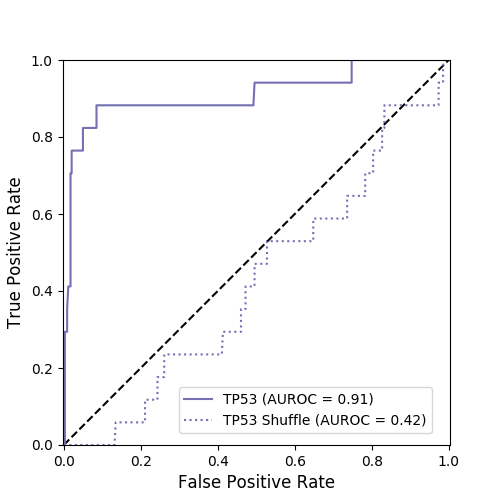 1.0
0.8
0.6
0.4
0.2
0.0
True Positive Rate
TP53 (AUROC = 0.91)
TP53 Shuffle (AUROC = 0.42)
0.0 0.2 0.4 0.6 0.8 1.0
False Positive Rate